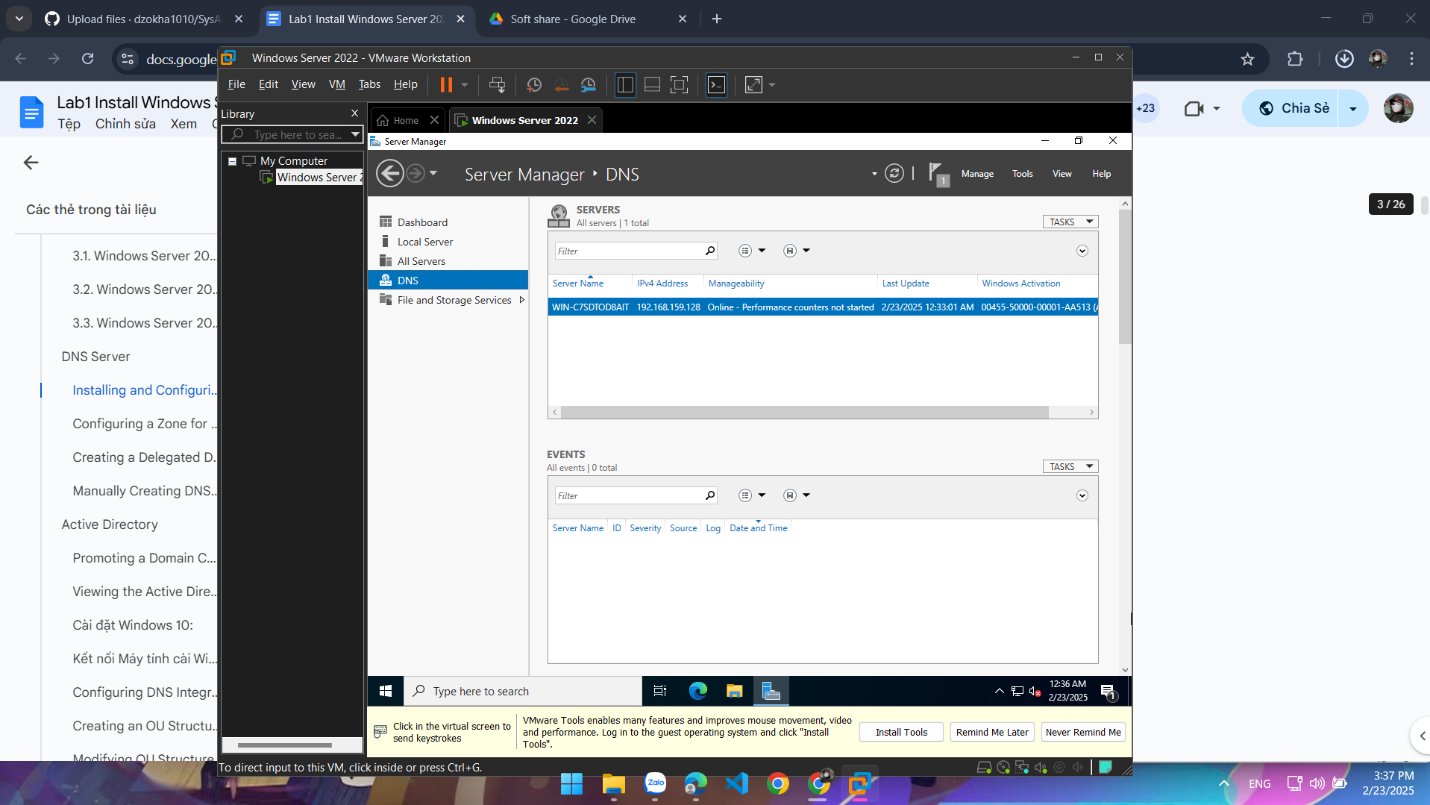 Upload files · dzokha1010/SysA
Lab1 Install Windows Server 202
Soft share - Google Drive
docs.google
Windows Server 2022 - VMware Workstation
File Edit View VM Tabs Help
Lab1 Install Windows S
Tệp Chỉnh sửa Xem
+23
Chia Sẻ
Library
Type here to sea...
My Computer
Windows Server 2
Home
Windows Server 2022
Server Manager
Server Manager ‣ DNS
1
Manage Tools View Help
3 / 26
Các thẻ trong tài liệu
3.1. Windows Server 20...
3.2. Windows Server 20...
3.3. Windows Server 20...
DNS Server
Installing and Configuri...
Configuring a Zone for ...
Creating a Delegated D...
Manually Creating DNS...
Active Directory
Promoting a Domain C...
Viewing the Active Dire...
Cài đặt Windows 10:
Kết nối Máy tính cài Wi...
Configuring DNS Integr...
Creating an OU Structu...
Modifying OU Structure
Dashboard
Local Server
All Servers
DNS
File and Storage Services
SERVERS
All servers | 1 total
TASKS
Filter
Server Name IPv4 Address Manageability Last Update Windows Activation
WIN-C7SDTOD8AIT 192.168.159.128 Online - Performance counters not started 2/23/2025 12:33:01 AM 00455-50000-00001-AA513 (A
EVENTS
All events | 0 total
TASKS
Filter
Server Name ID Severity Source Log Date and Time
Type here to search
12:36 AM
2/23/2025
1
Click in the virtual screen to
send keystrokes
VMware Tools enables many features and improves mouse movement, video
and performance. Log in to the guest operating system and click "Install
Tools".
Install Tools
Remind Me Later
Never Remind Me
To direct input to this VM, click inside or press Ctrl+G.
Zalo
ENG
3:37 PM
2/23/2025